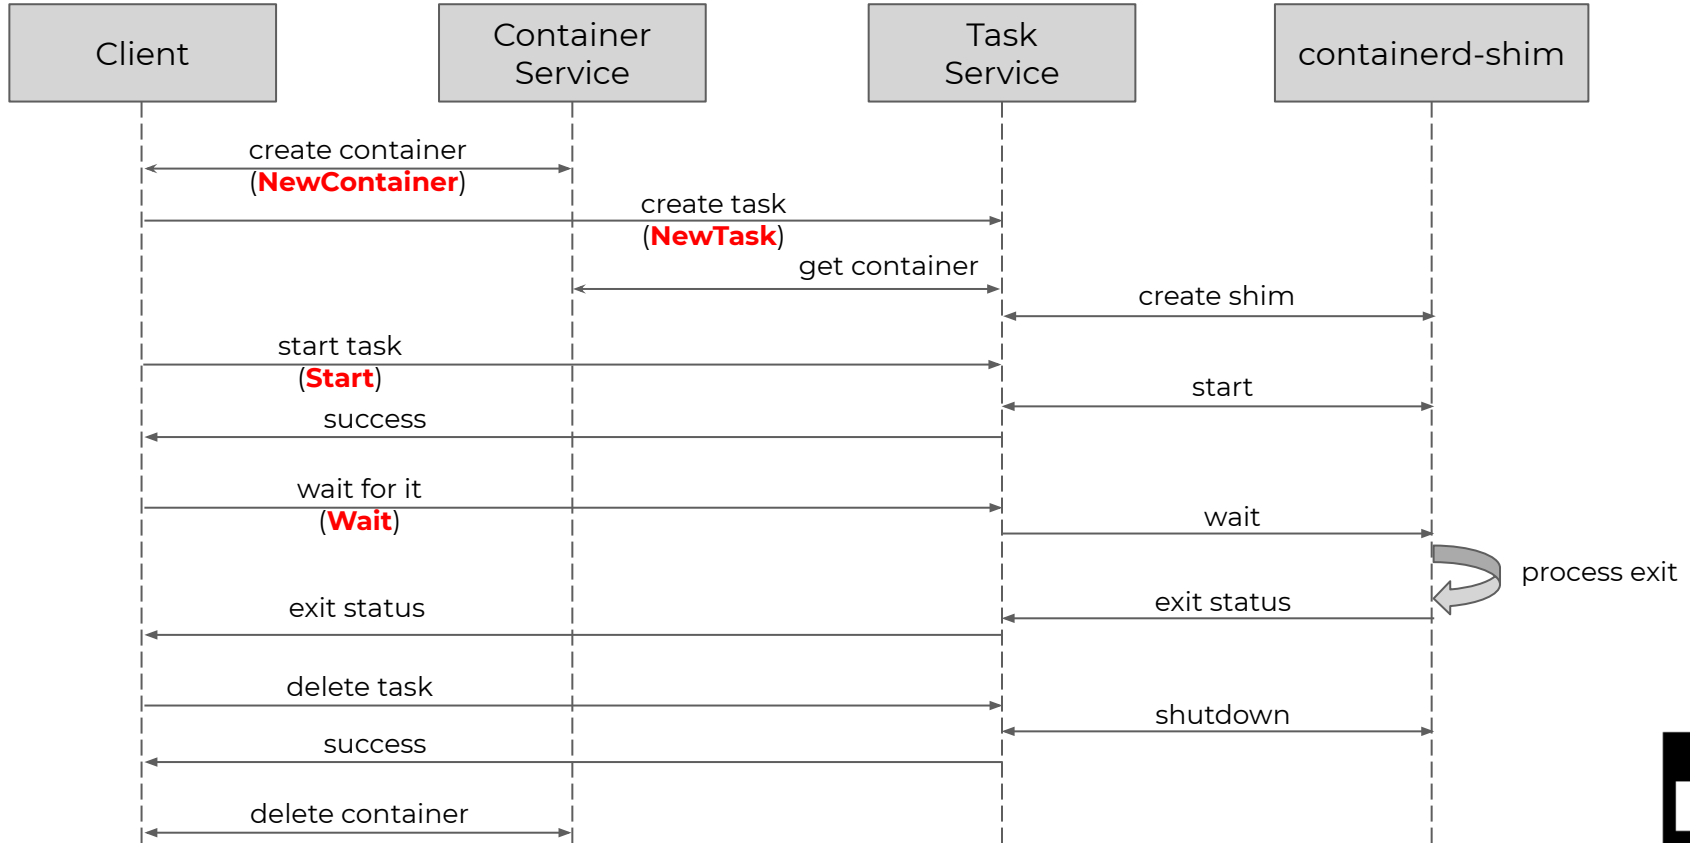 Client
Container
Service
Task
Service
containerd-shim
create container
(NewContainer)
create task
(NewTask)
get container
create shim
start task
(Start)
start
success
wait for it
(Wait)
wait
process exit
exit status
exit status
delete task
shutdown
success
delete container